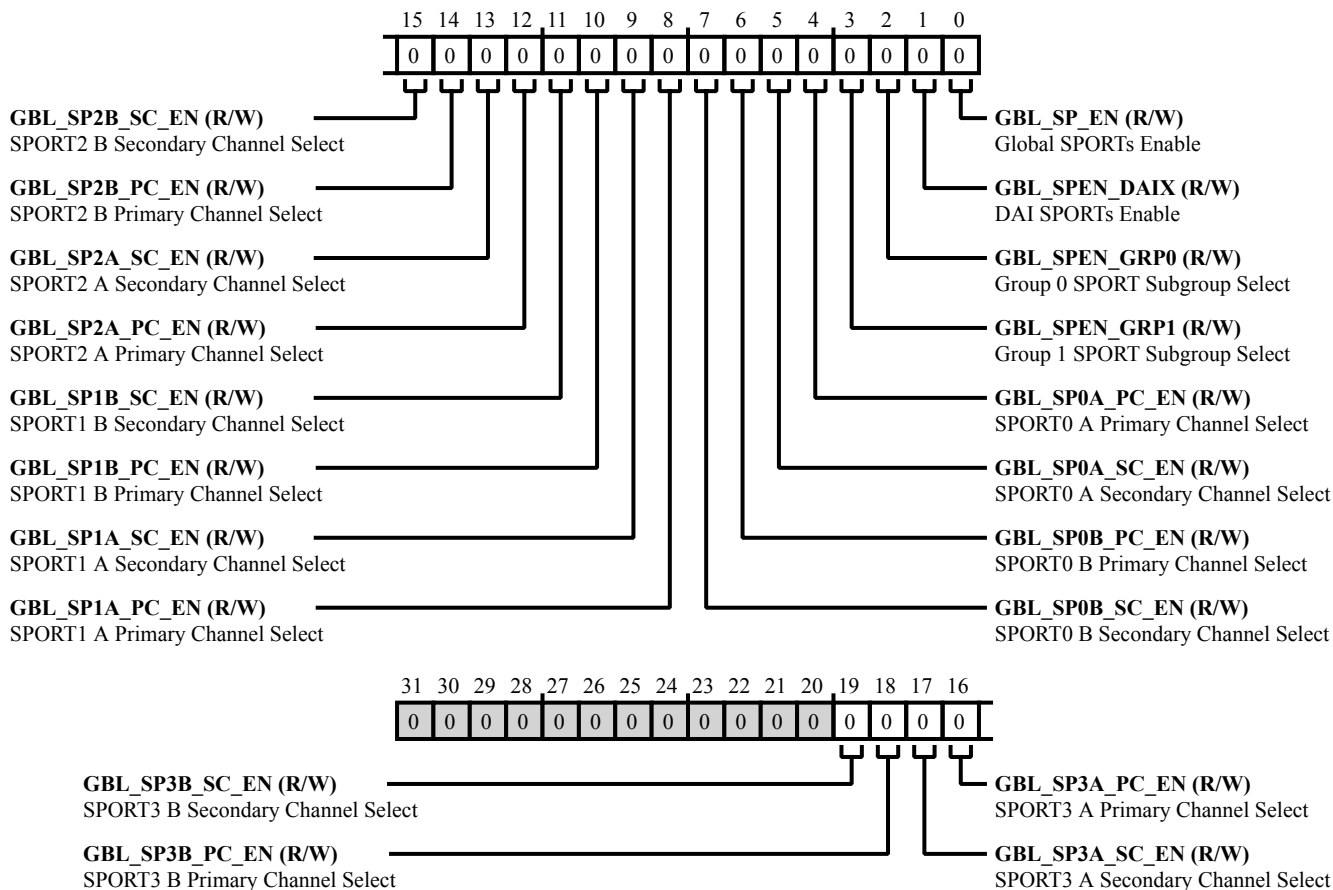 15 14 13 12 11 10 9 8 7 6 5 4 3 2 1 0
0 0 0 0 0 0 0 0 0 0 0 0 0 0 0 0
GBL_SP2B_SC_EN (R/W)
SPORT2 B Secondary Channel Select
GBL_SP2B_PC_EN (R/W)
SPORT2 B Primary Channel Select
GBL_SP2A_SC_EN (R/W)
SPORT2 A Secondary Channel Select
GBL_SP2A_PC_EN (R/W)
SPORT2 A Primary Channel Select
GBL_SP1B_SC_EN (R/W)
SPORT1 B Secondary Channel Select
GBL_SP1B_PC_EN (R/W)
SPORT1 B Primary Channel Select
GBL_SP1A_SC_EN (R/W)
SPORT1 A Secondary Channel Select
GBL_SP1A_PC_EN (R/W)
SPORT1 A Primary Channel Select
GBL_SP_EN (R/W)
Global SPORTs Enable
GBL_SPEN_DAIX (R/W)
DAI SPORTs Enable
GBL_SPEN_GRP0 (R/W)
Group 0 SPORT Subgroup Select
GBL_SPEN_GRP1 (R/W)
Group 1 SPORT Subgroup Select
GBL_SP0A_PC_EN (R/W)
SPORT0 A Primary Channel Select
GBL_SP0A_SC_EN (R/W)
SPORT0 A Secondary Channel Select
GBL_SP0B_PC_EN (R/W)
SPORT0 B Primary Channel Select
GBL_SP0B_SC_EN (R/W)
SPORT0 B Secondary Channel Select
31 30 29 28 27 26 25 24 23 22 21 20 19 18 17 16
0 0 0 0 0 0 0 0 0 0 0 0 0 0 0 0
GBL_SP3B_SC_EN (R/W)
SPORT3 B Secondary Channel Select
GBL_SP3B_PC_EN (R/W)
SPORT3 B Primary Channel Select
GBL_SP3A_PC_EN (R/W)
SPORT3 A Primary Channel Select
GBL_SP3A_SC_EN (R/W)
SPORT3 A Secondary Channel Select